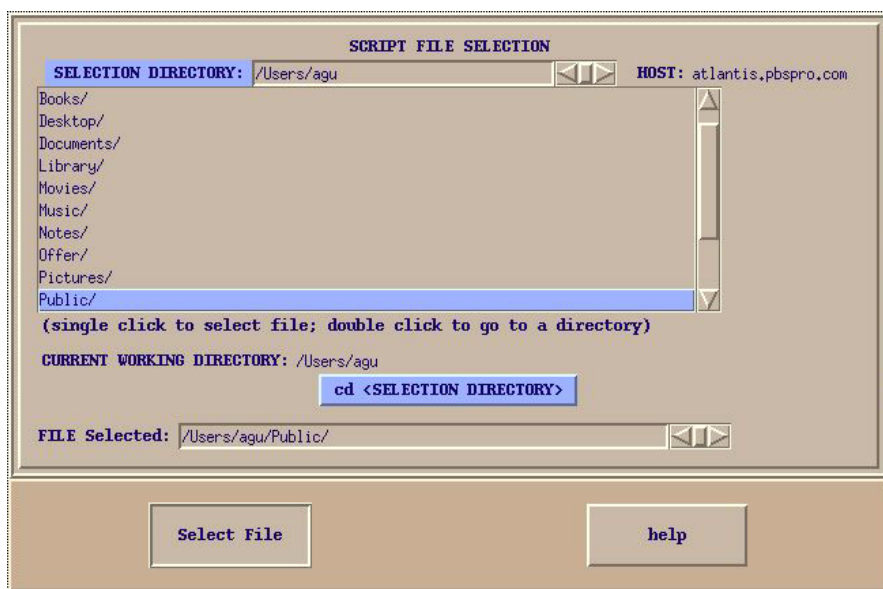 SCRIPT FILE SELECTION
SELECTION DIRECTORY: /Users/agu HOST: atlantis.pbspro.com
Books/
Desktop/
Documents/
Library/
Movies/
Music/
Notes/
Offer/
Pictures/
Public/
(single click to select file; double click to go to a directory)
CURRENT WORKING DIRECTORY: /Users/agu
cd <SELECTION DIRECTORY>
FILE Selected: /Users/agu/Public/
Select File help